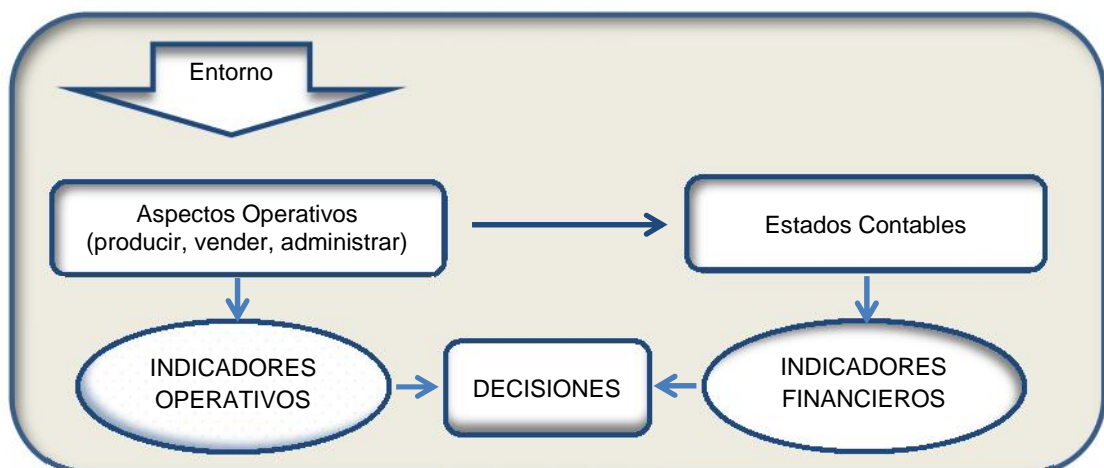 Entorno
Aspectos Operativos
(producir, vender, administrar)
Estados Contables
INDICADORES
OPERATIVOS
DECISIONES
INDICADORES
FINANCIEROS